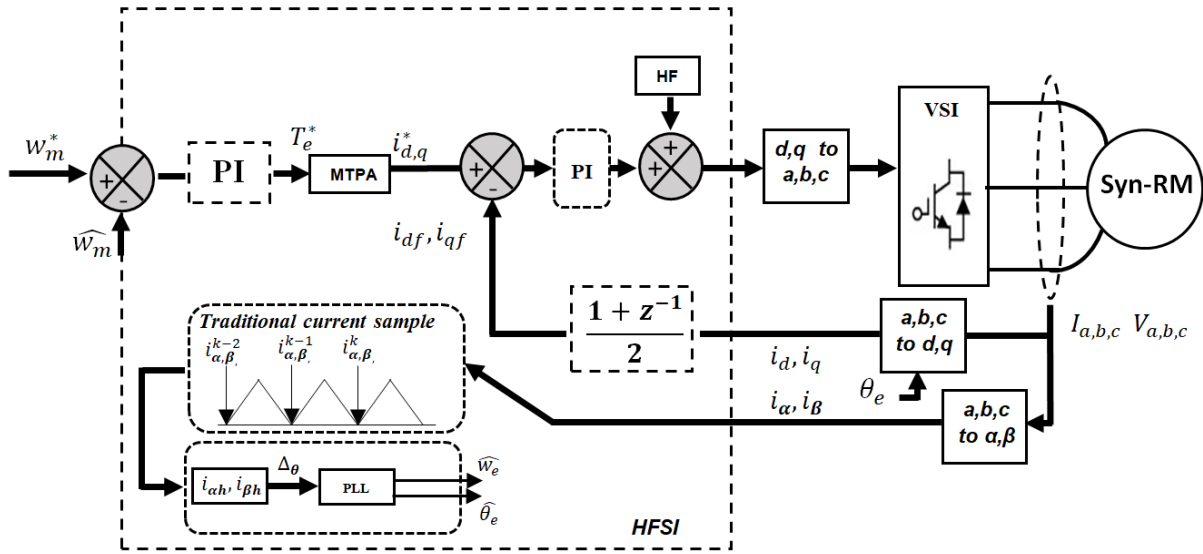 HF
VSI
w*m
+
-
PI
T*e
MTPA
i*d,q
+
-
PI
+
+
d,q to
a,b,c
Syn-RM
ŵm
idf, iqf
Traditional current sample
i^{k-2}α,β,
i^{k-1}α,β,
i^{k}α,β,
1 + z⁻¹
2
a,b,c
to d,q
Ia,b,c Va,b,c
id, iq
θe
iα, iβ
a,b,c
to α,β
iαh, iβh
Δθ
PLL
ŵe
θ̂e
HFSI